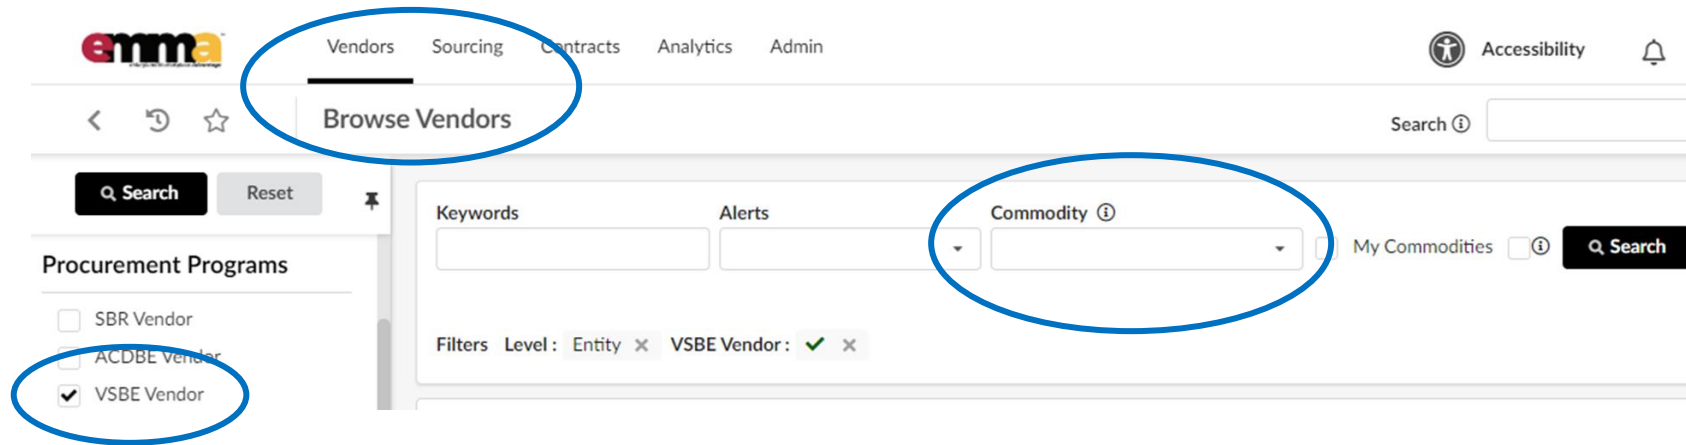 emma
Vendors Sourcing Contracts Analytics Admin
Accessibility
Browse Vendors
Search
Search Reset
Keywords Alerts Commodity
My Commodities Search
Procurement Programs
SBR Vendor
ACDBE Vendor
VSBE Vendor
Filters Level : Entity VSBE Vendor :